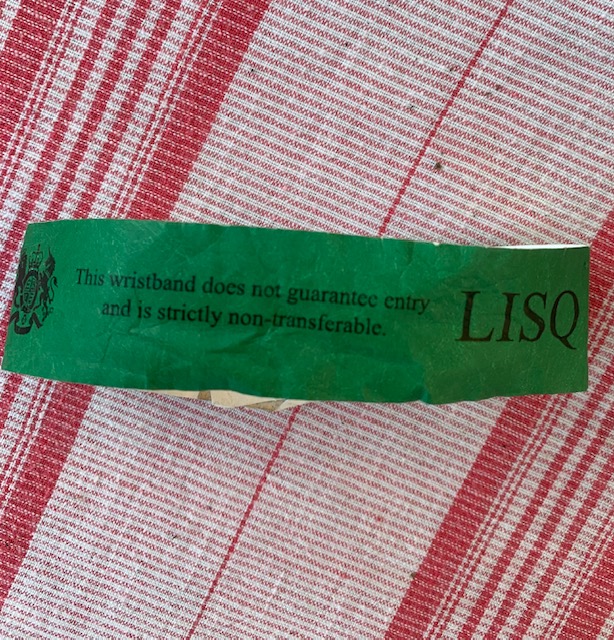 This wristband does not guarantee entry
and is strictly non-transferable.
LISQ